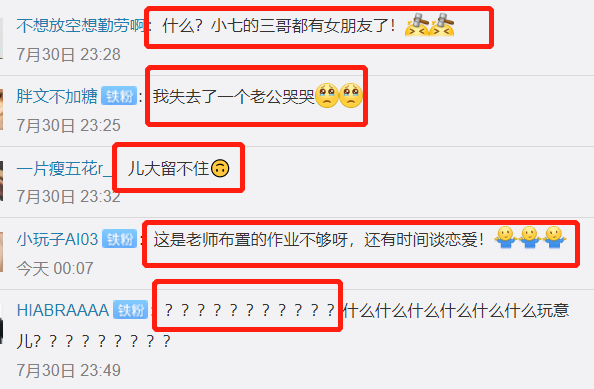 不想放空想勤劳啊：什么？小七的三哥都有女朋友了！
7月30日 23:28
胖文不加糖 铁粉：我失去了一个老公哭哭🥺🥺
7月30日 23:25
一片瘦五花r_ 儿大留不住🙃
7月30日 23:32
小玩子AI03 铁粉：这是老师布置的作业不够呀，还有时间谈恋爱！🤷‍♂️🤷‍♂️🤷‍♂️
今天 00:07
HIABRAAAA 铁粉：？？？？？？？？？？？什么什么什么什么什么什么玩意
儿？？？？？？？？？
7月30日 23:49